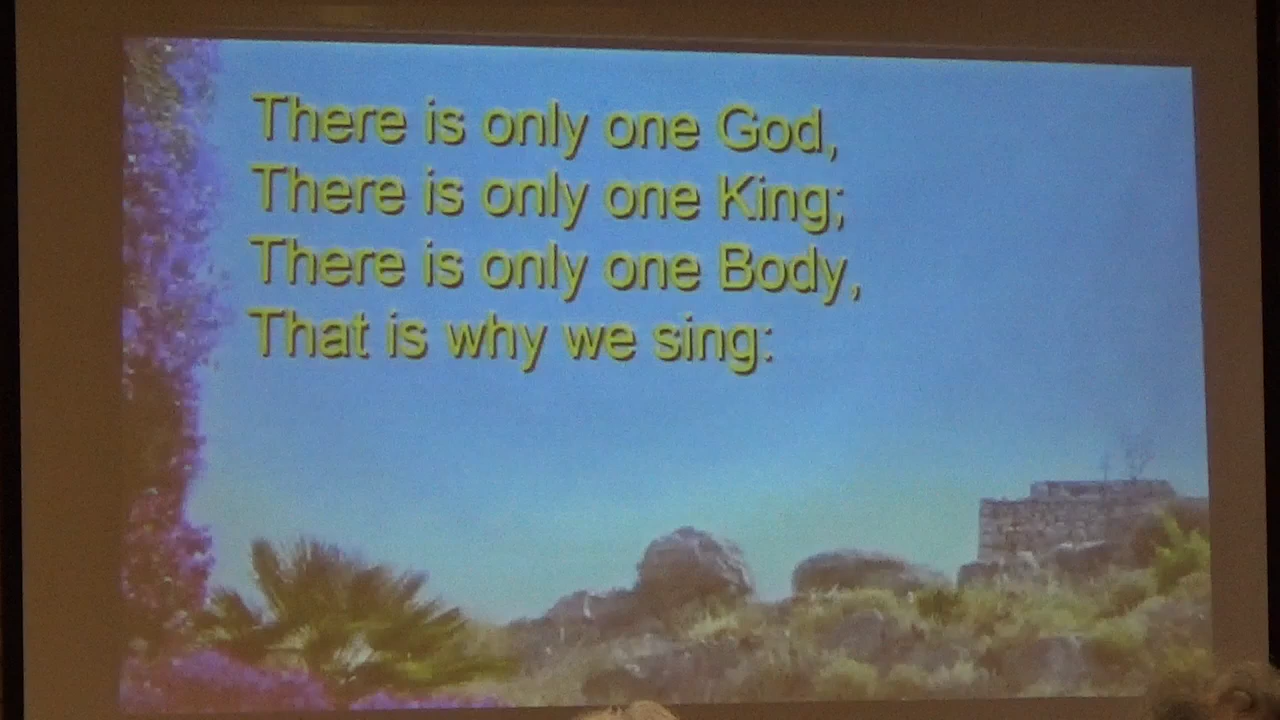 There is only one God,
There is only one King;
There is only one Body,
That is why we sing: